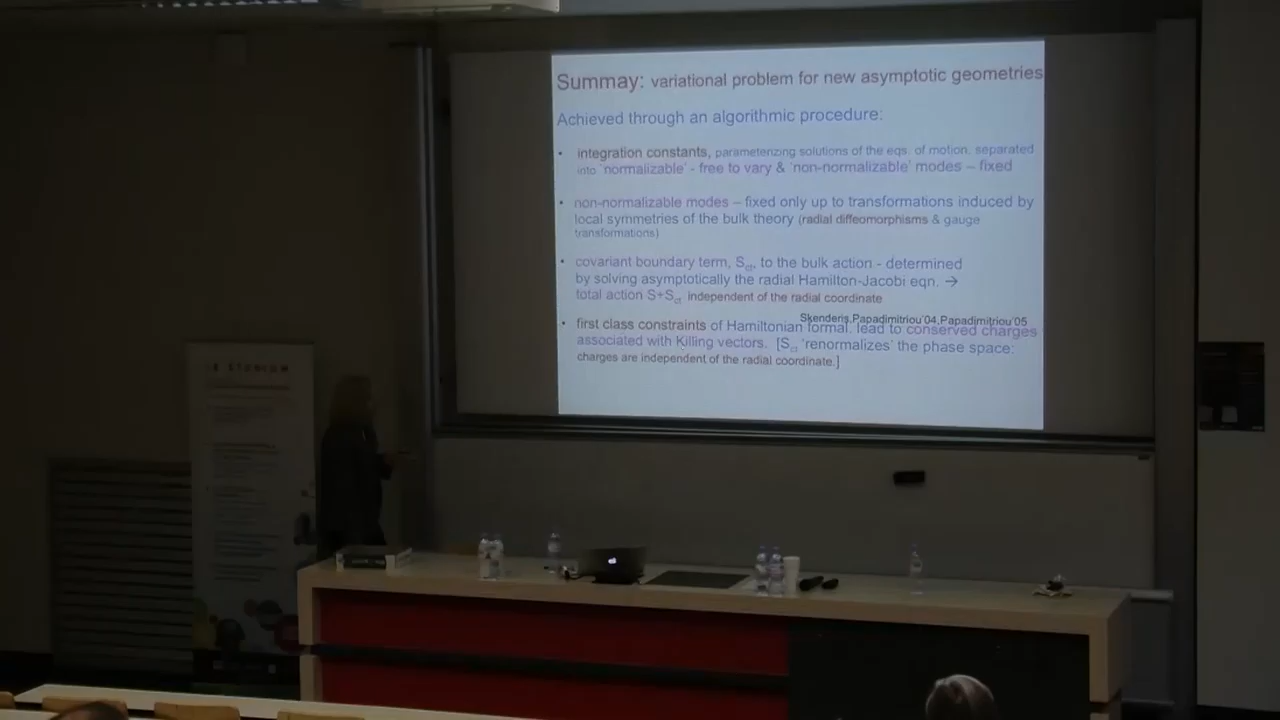 Summay: variational problem for new asymptotic geometries
Achieved through an algorithmic procedure:
• integration constants, parameterizing solutions of the eqs. of motion, separated
into 'normalizable' - free to vary & 'non-normalizable' modes – fixed
• non-normalizable modes – fixed only up to transformations induced by
local symmetries of the bulk theory (radial diffeomorphisms & gauge
transformations)
• covariant boundary term, Sct, to the bulk action - determined
by solving asymptotically the radial Hamilton-Jacobi eqn. →
total action S+Sct independent of the radial coordinate
Skenderis,Papadimitriou'04,Papadimitriou'05
• first class constraints of Hamiltonian formal. lead to conserved charges
associated with Killing vectors. [Sct 'renormalizes' the phase space:
charges are independent of the radial coordinate.]